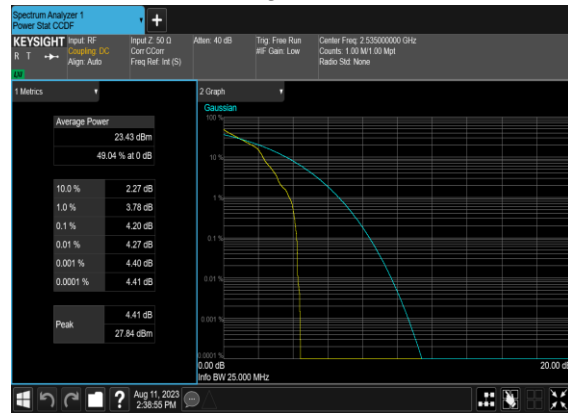 Spectrum Analyzer 1
Power Stat CCDF
+
KEYSIGHT
R T
LXI
Input: RF
Coupling: DC
Align: Auto
Input Z: 50 Ω
Corr CCorr
Freq Ref: Int (S)
Atten: 40 dB
Trig: Free Run
#IF Gain: Low
Center Freq: 2.535000000 GHz
Counts: 1.00 M/1.00 Mpt
Radio Std: None
1 Metrics
Average Power
23.43 dBm
49.04 % at 0 dB
10.0 % 2.27 dB
1.0 % 3.78 dB
0.1 % 4.20 dB
0.01 % 4.27 dB
0.001 % 4.40 dB
0.0001 % 4.41 dB
Peak
4.41 dB
27.84 dBm
2 Graph
Gaussian
100 %
10 %
1 %
0.1 %
0.01 %
0.001 %
0.0001 %
0.00 dB 20.00 dB
Info BW 25.000 MHz
? Aug 11, 2023
2:38:55 PM